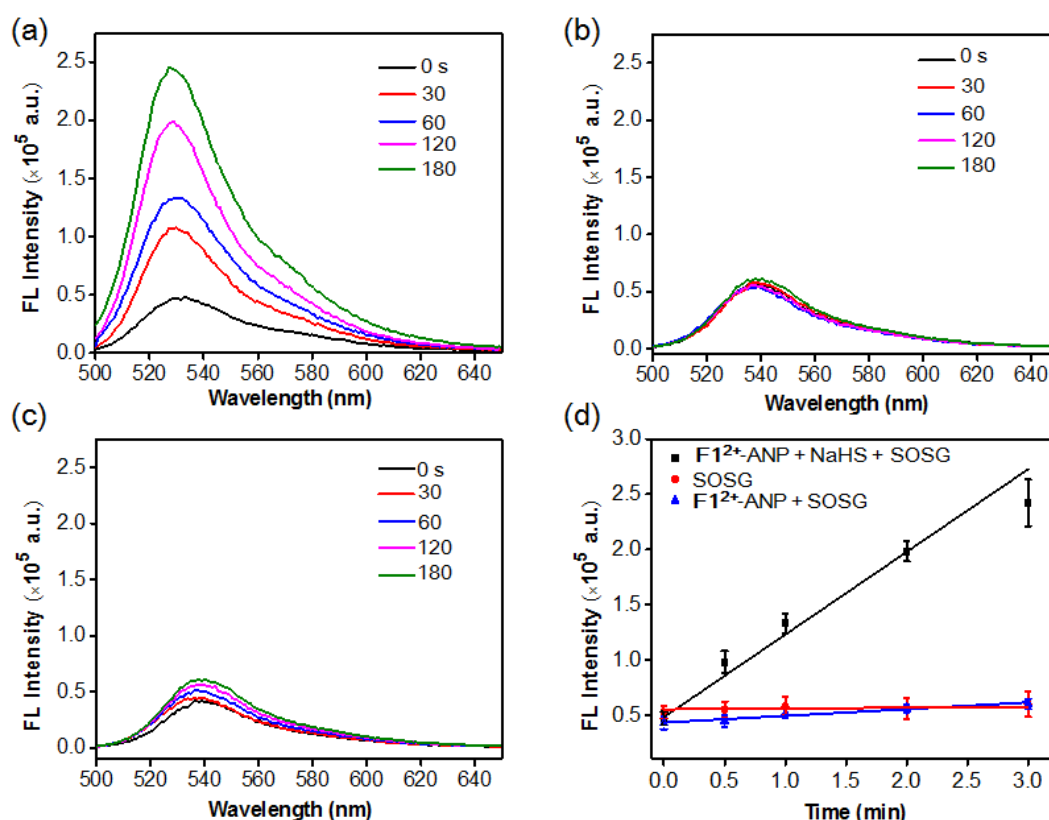 (a)
2.5
2.0
1.5
1.0
0.5
0.0
FL Intensity (×10⁵ a.u.)
0 s
30
60
120
180
500 520 540 560 580 600 620 640
Wavelength (nm)
(b)
2.5
2.0
1.5
1.0
0.5
0.0
FL Intensity (×10⁵ a.u.)
0 s
30
60
120
180
500 520 540 560 580 600 620 640
Wavelength (nm)
(c)
2.5
2.0
1.5
1.0
0.5
0.0
FL Intensity (×10⁵ a.u.)
0 s
30
60
120
180
500 520 540 560 580 600 620 640
Wavelength (nm)
(d)
3.0
2.5
2.0
1.5
1.0
0.5
FL Intensity (×10⁵ a.u.)
F1²⁺-ANP + NaHS + SOSG
SOSG
F1²⁺-ANP + SOSG
0.0 0.5 1.0 2.0 3.0
Time (min)